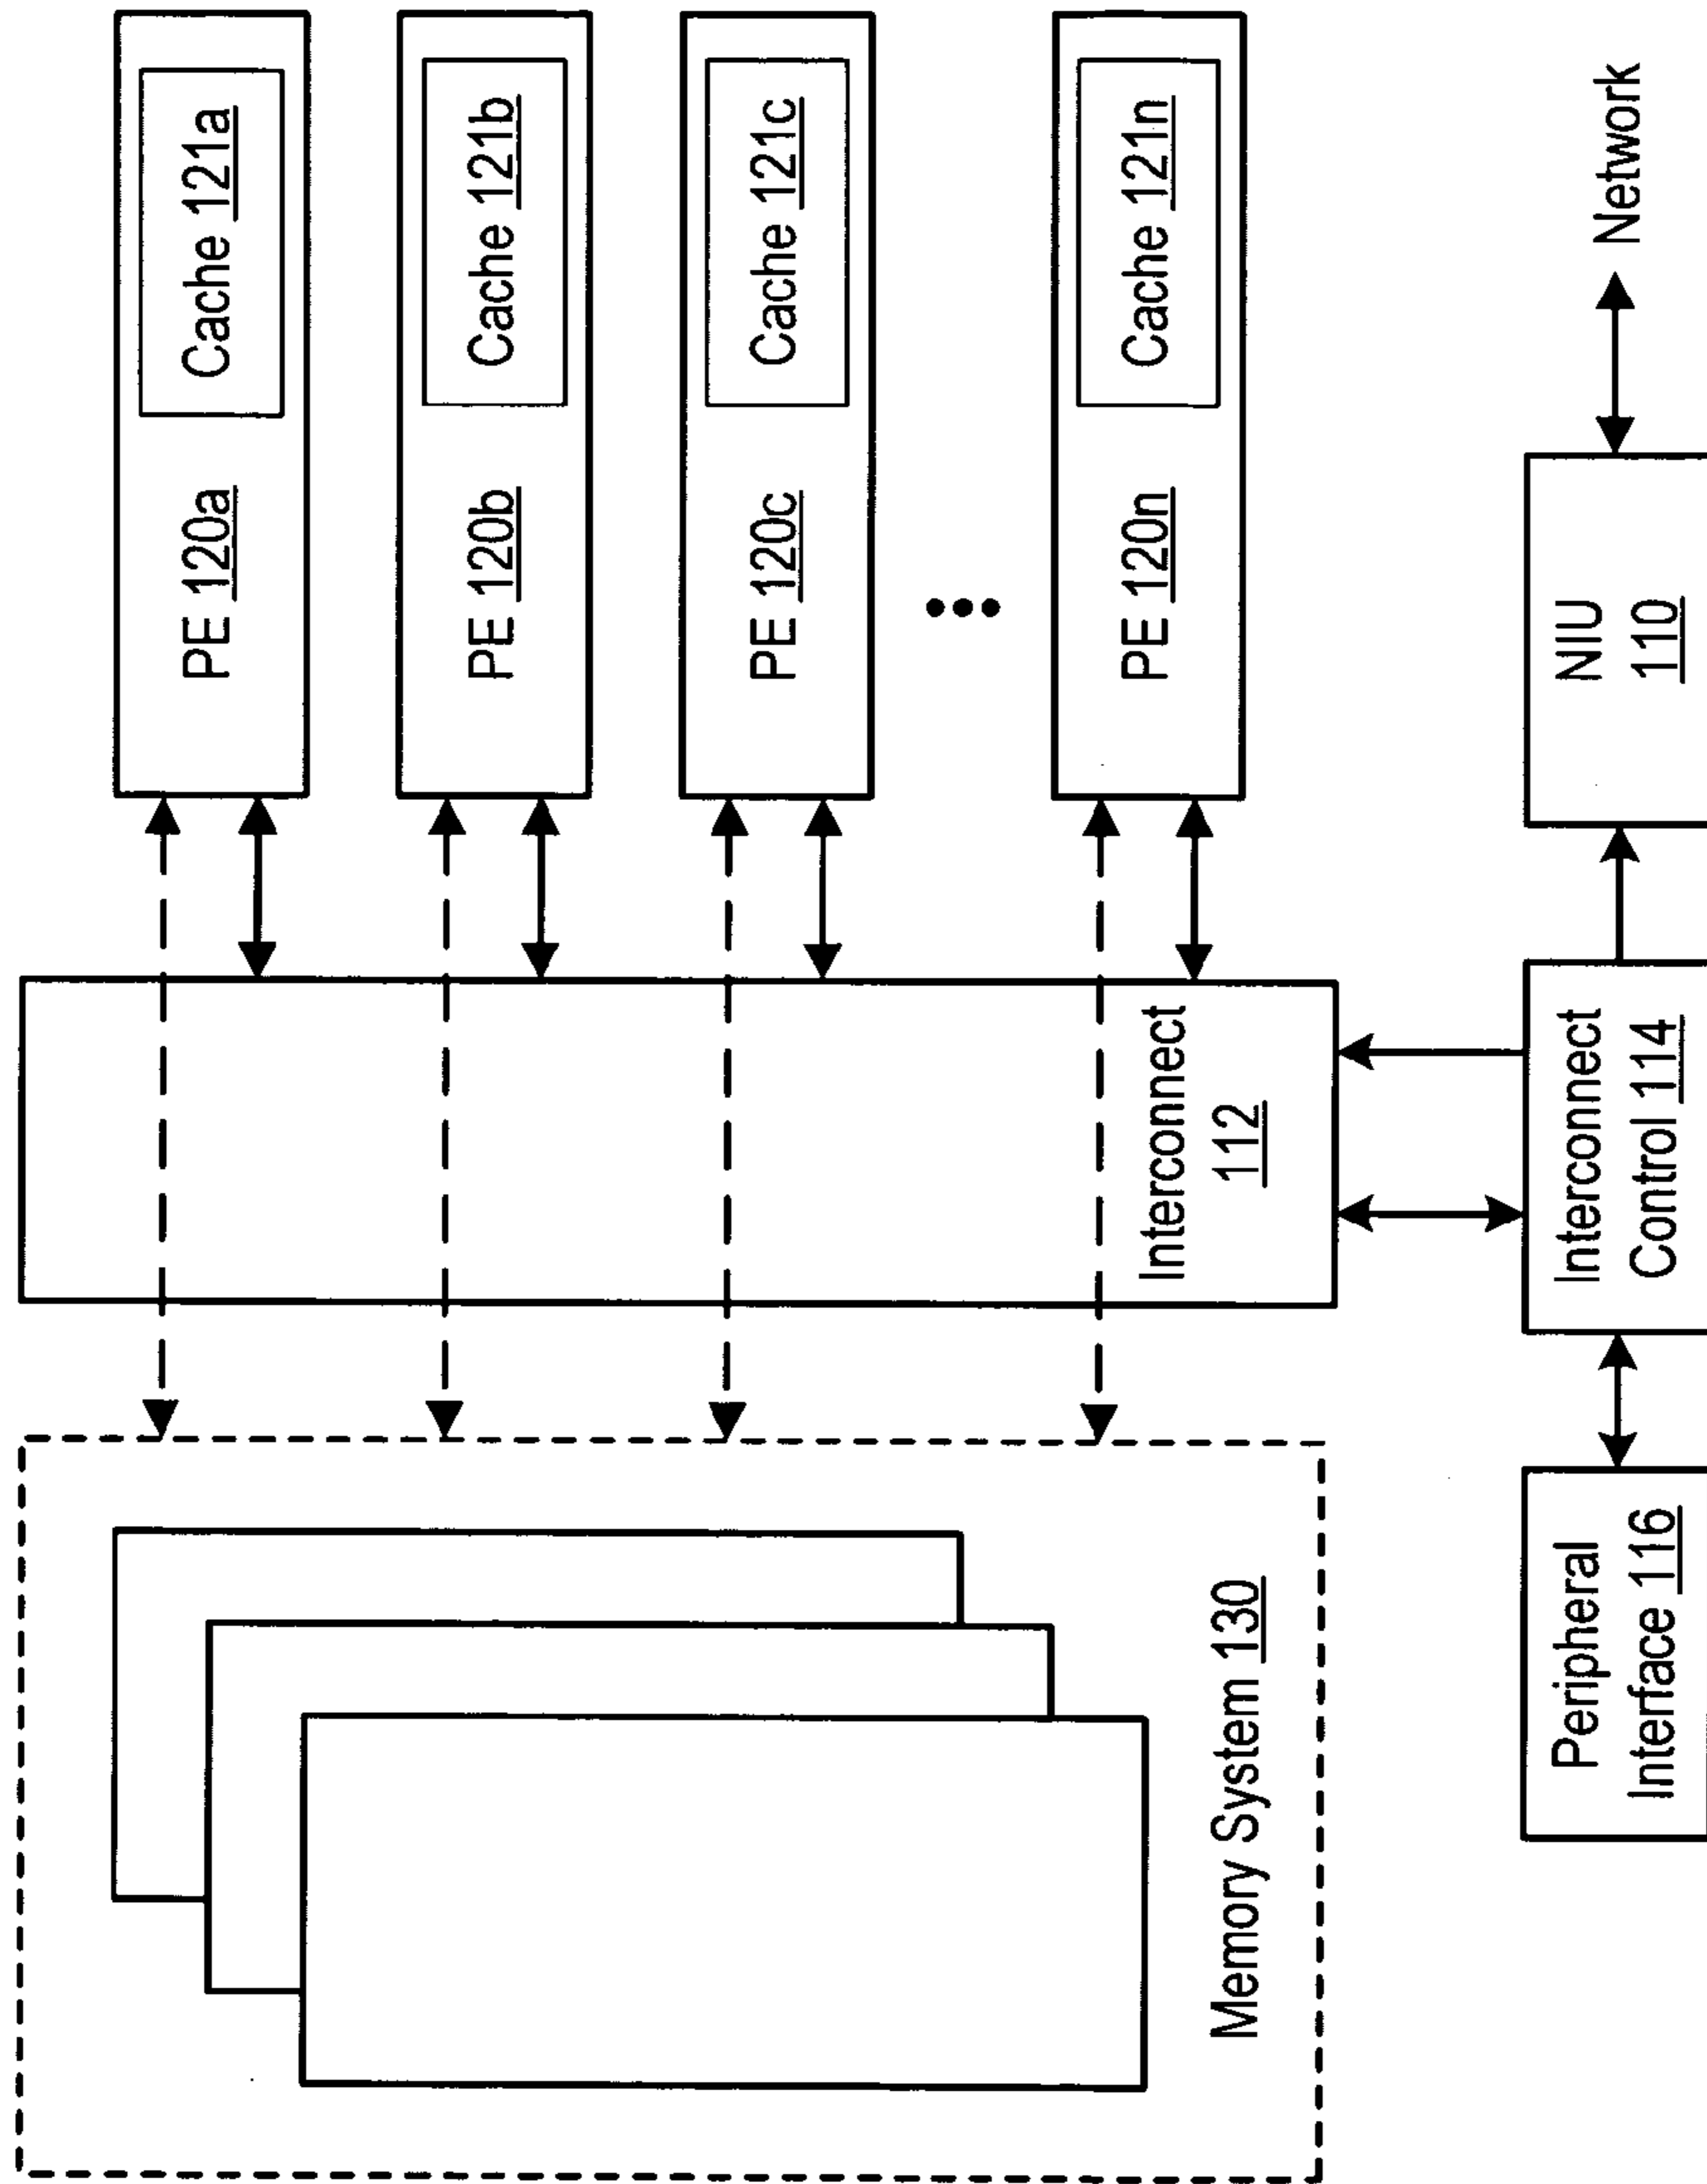 PE 120a
Cache 121a
PE 120b
Cache 121b
PE 120c
Cache 121c
PE 120n
Cache 121n
Interconnect
112
Memory System 130
Peripheral
Interface 116
Interconnect
Control 114
NIU
110
Network